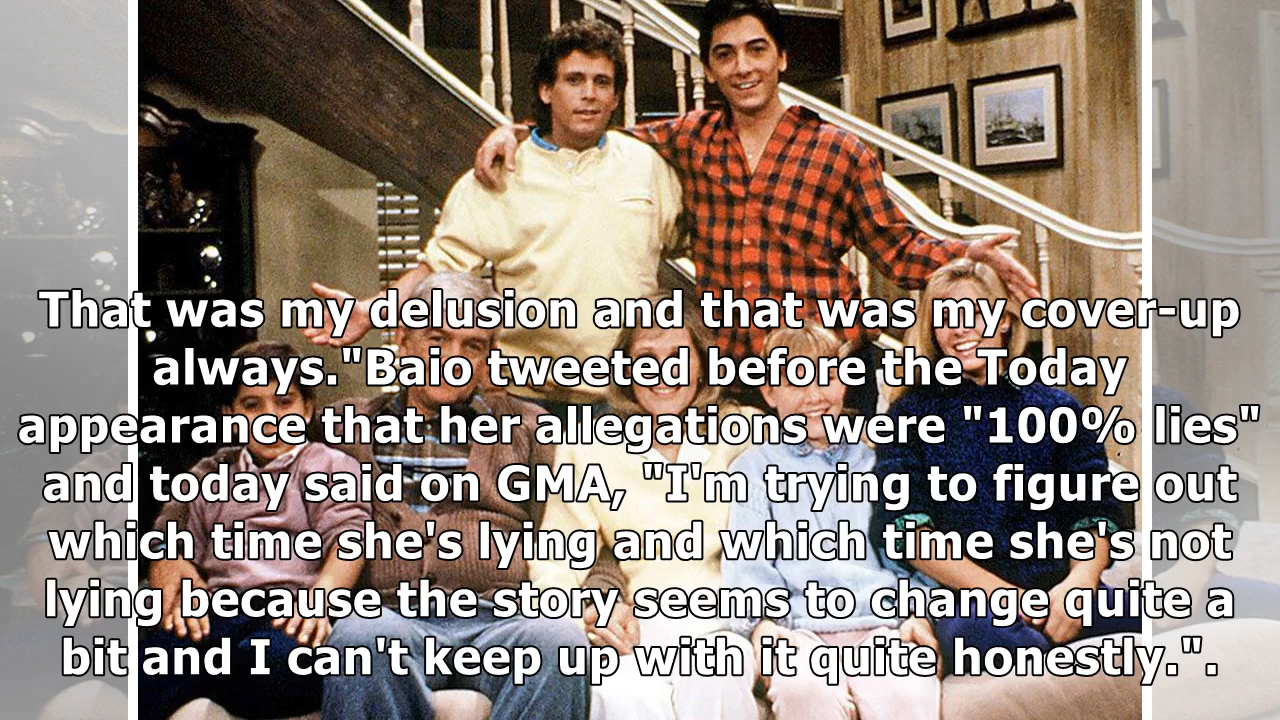 That was my delusion and that was my cover-up
always."Baio tweeted before the Today
appearance that her allegations were "100% lies"
and today said on GMA, "I'm trying to figure out
which time she's lying and which time she's not
lying because the story seems to change quite a
bit and I can't keep up with it quite honestly.".